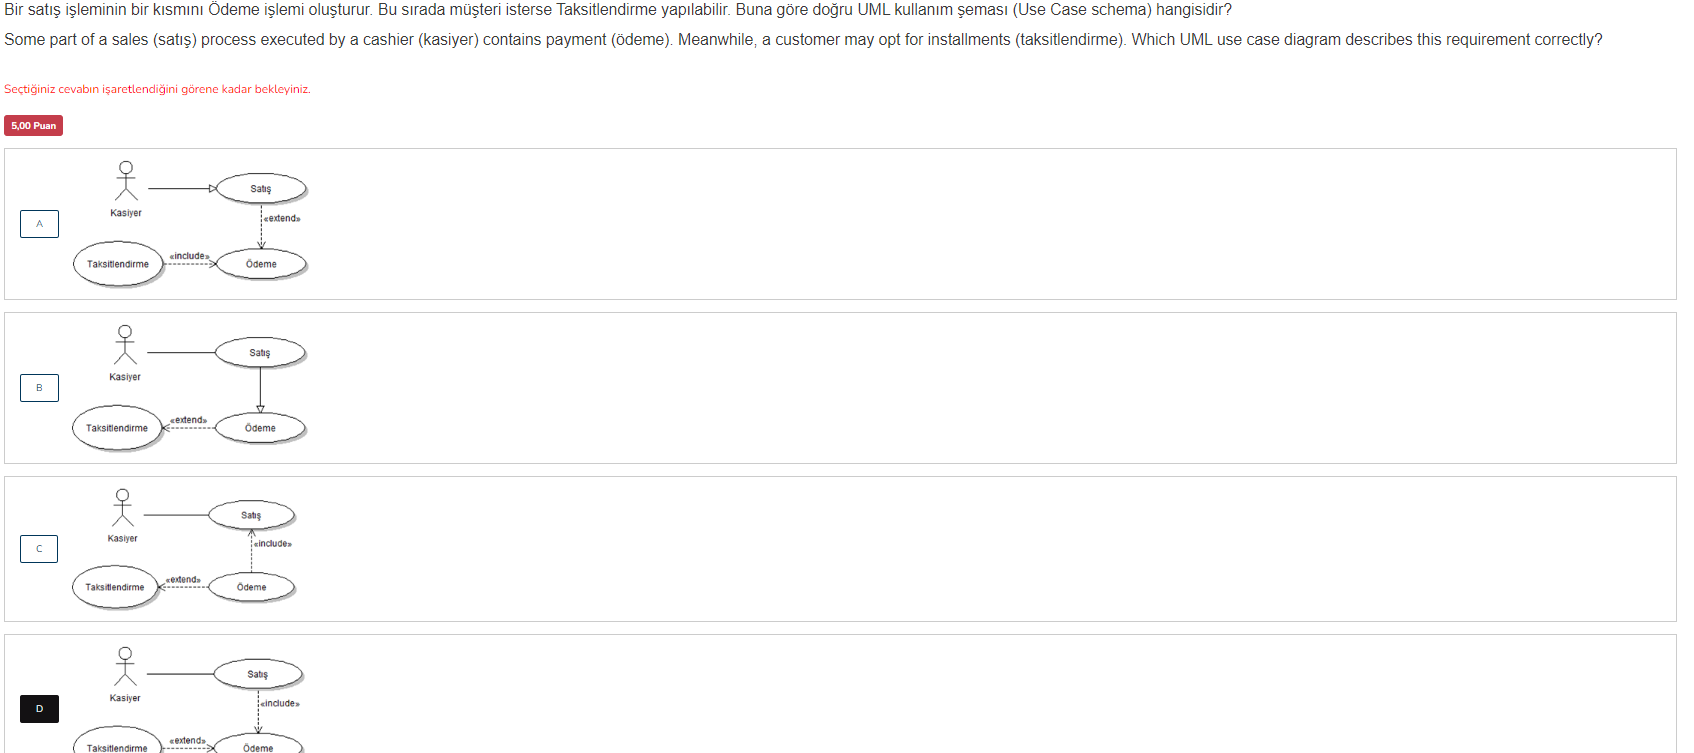 Bir satış işleminin bir kısmını Ödeme işlemi oluşturur. Bu sırada müşteri isterse Taksitlendirme yapılabilir. Buna göre doğru UML kullanım şeması (Use Case schema) hangisidir?
Some part of a sales (satış) process executed by a cashier (kasiyer) contains payment (ödeme). Meanwhile, a customer may opt for installments (taksitlendirme). Which UML use case diagram describes this requirement correctly?
Seçtiğiniz cevabın işaretlendiğini görene kadar bekleyiniz.
5,00 Puan
A
Satış
Kasiyer
«extend»
«include»
Taksitlendirme
Ödeme
B
Satış
Kasiyer
«extend»
Taksitlendirme
Ödeme
C
Satış
Kasiyer
«include»
«extend»
Taksitlendirme
Ödeme
D
Satış
Kasiyer
«include»
«extend»
Taksitlendirme
Ödeme